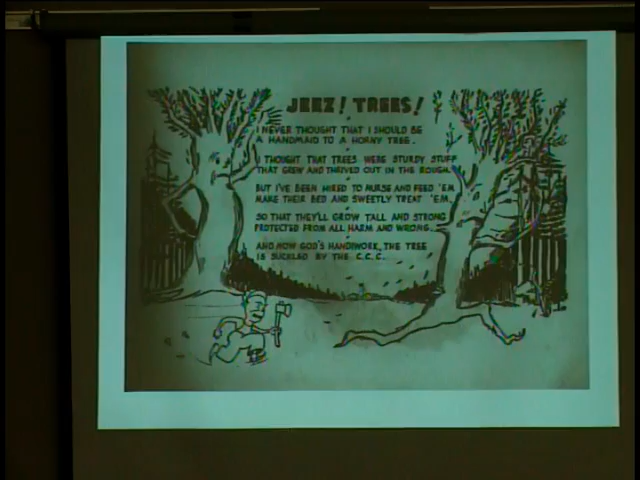 JEEZ! TREES!
I NEVER THOUGHT THAT I SHOULD BE
A HANDMAID TO A HORNY TREE.
I THOUGHT THAT TREES WERE STURDY STUFF
THAT GREW AND THRIVED OUT IN THE ROUGH.
BUT I'VE BEEN HIRED TO NURSE AND FEED 'EM
MAKE THEIR BED AND SWEETLY TREAT 'EM.
SO THAT THEY'LL GROW TALL AND STRONG
PROTECTED FROM ALL HARM AND WRONG.
AND NOW GOD'S HANDIWORK, THE TREE
IS SUCKLED BY THE C.C.C.